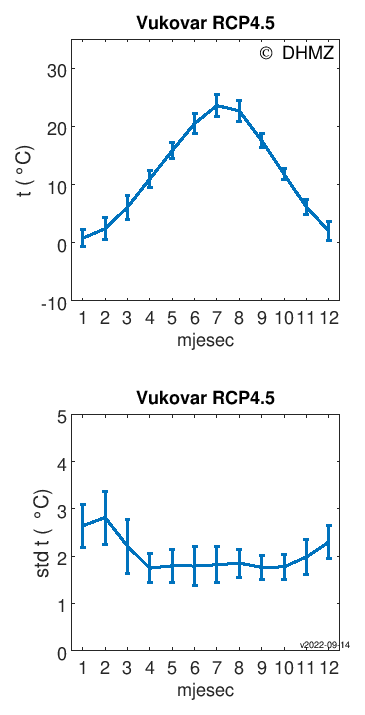 Vukovar RCP4.5
© DHMZ
t ( °C)
30
20
10
0
-10
1 2 3 4 5 6 7 8 9 10 11 12
mjesec
Vukovar RCP4.5
std t ( °C)
5
4
3
2
1
0
v2022-09-14
1 2 3 4 5 6 7 8 9 10 11 12
mjesec